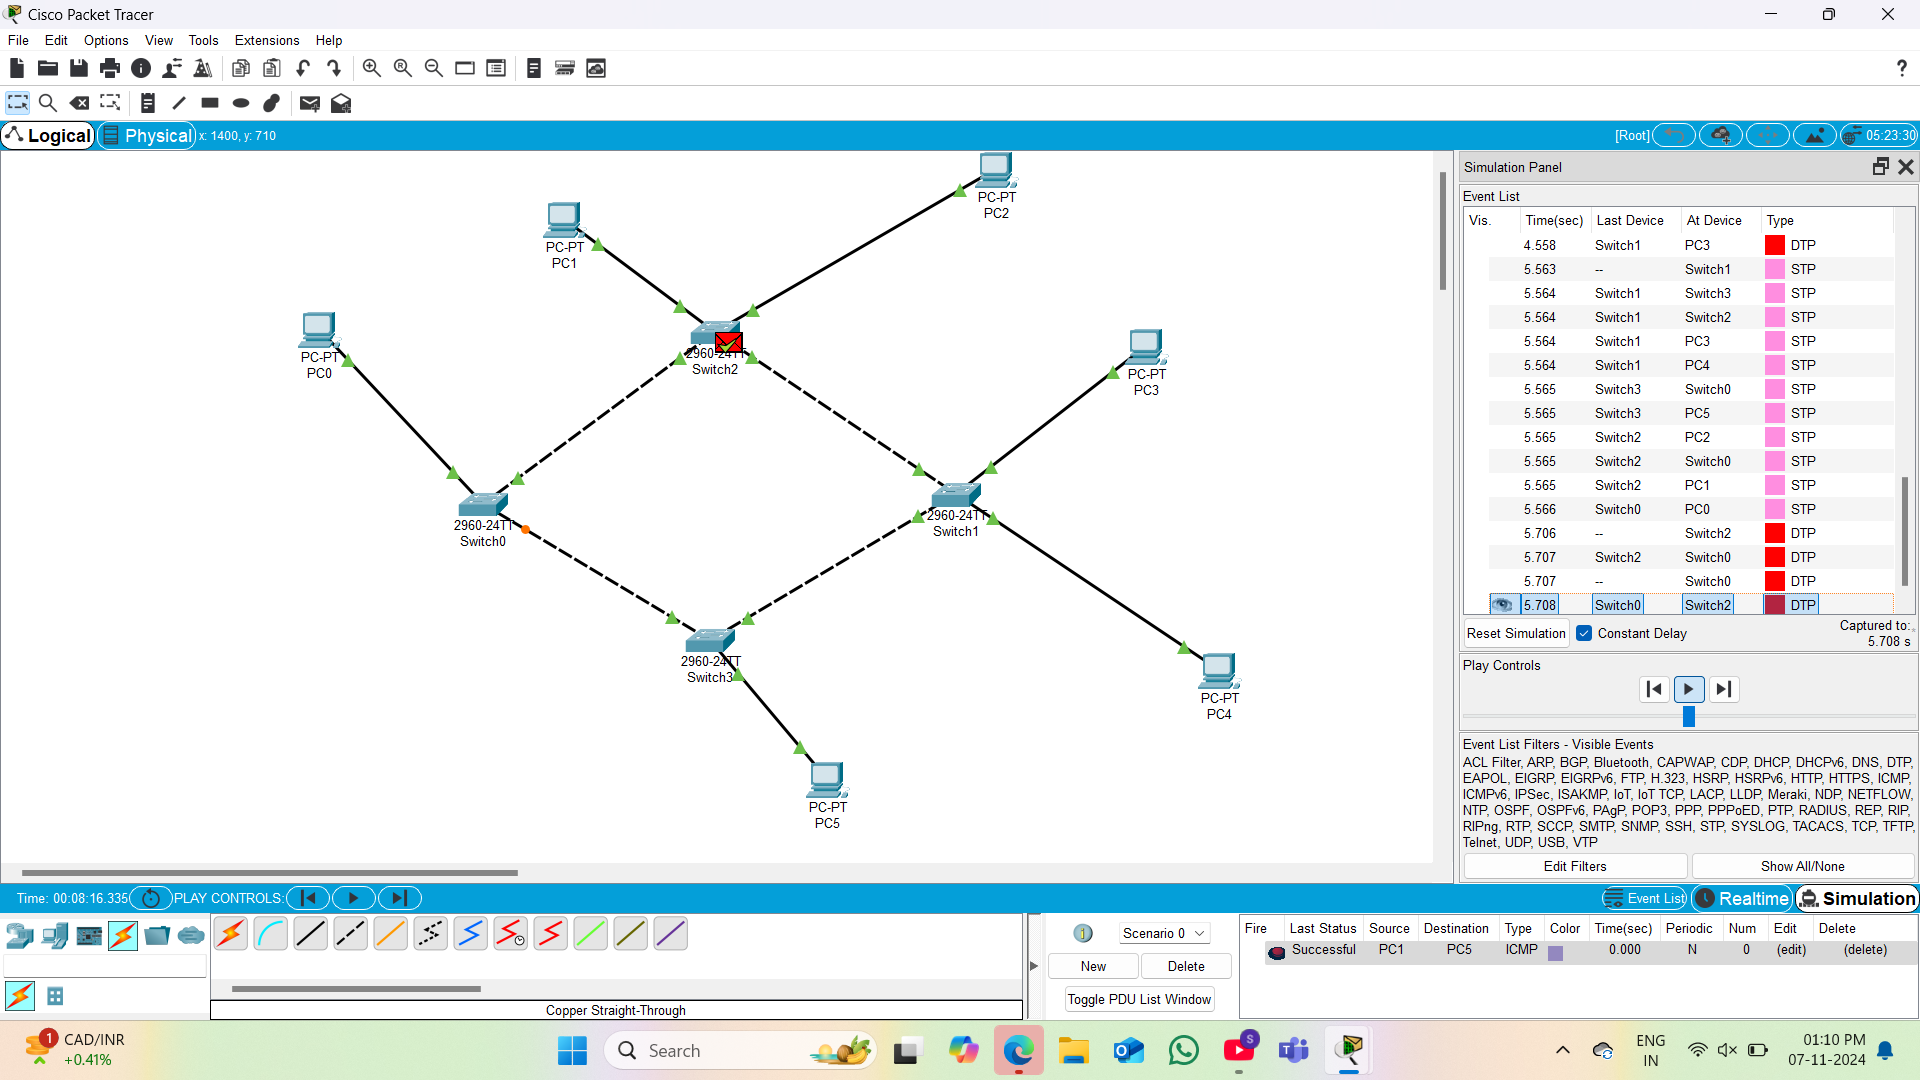 Cisco Packet Tracer
File Edit Options View Tools Extensions Help
Logical Physical x: 1400, y: 710 [Root] 05:23:30
PC-PT
PC2
PC-PT
PC1
PC-PT
PC0
2960-24TT
Switch2
PC-PT
PC3
2960-24TT
Switch0
2960-24TT
Switch1
2960-24TT
Switch3
PC-PT
PC4
PC-PT
PC5
Simulation Panel
Event List
Vis. Time(sec) Last Device At Device Type
4.558 Switch1 PC3 DTP
5.563 -- Switch1 STP
5.564 Switch1 Switch3 STP
5.564 Switch1 Switch2 STP
5.564 Switch1 PC3 STP
5.564 Switch1 PC4 STP
5.565 Switch3 Switch0 STP
5.565 Switch3 PC5 STP
5.565 Switch2 PC2 STP
5.565 Switch2 Switch0 STP
5.565 Switch2 PC1 STP
5.566 Switch0 PC0 STP
5.706 -- Switch2 DTP
5.707 Switch2 Switch0 DTP
5.707 -- Switch0 DTP
5.708 Switch0 Switch2 DTP
Reset Simulation Constant Delay Captured to:
5.708 s
Play Controls
Event List Filters - Visible Events
ACL Filter, ARP, BGP, Bluetooth, CAPWAP, CDP, DHCP, DHCPv6, DNS, DTP,
EAPOL, EIGRP, EIGRPv6, FTP, H.323, HSRP, HSRPv6, HTTP, HTTPS, ICMP,
ICMPv6, IPSec, ISAKMP, IoT, IoT TCP, LACP, LLDP, Meraki, NDP, NETFLOW,
NTP, OSPF, OSPFv6, PAgP, POP3, PPP, PPPoED, PTP, RADIUS, REP, RIP,
RIPng, RTP, SCCP, SMTP, SNMP, SSH, STP, SYSLOG, TACACS, TCP, TFTP,
Telnet, UDP, USB, VTP
Edit Filters Show All/None
Time: 00:08:16.335 PLAY CONTROLS: Event List Realtime Simulation
Scenario 0
New Delete
Toggle PDU List Window
Fire Last Status Source Destination Type Color Time(sec) Periodic Num Edit Delete
Successful PC1 PC5 ICMP 0.000 N 0 (edit) (delete)
Copper Straight-Through
1 CAD/INR
+0.41%
Search
S
ENG
IN
01:10 PM
07-11-2024